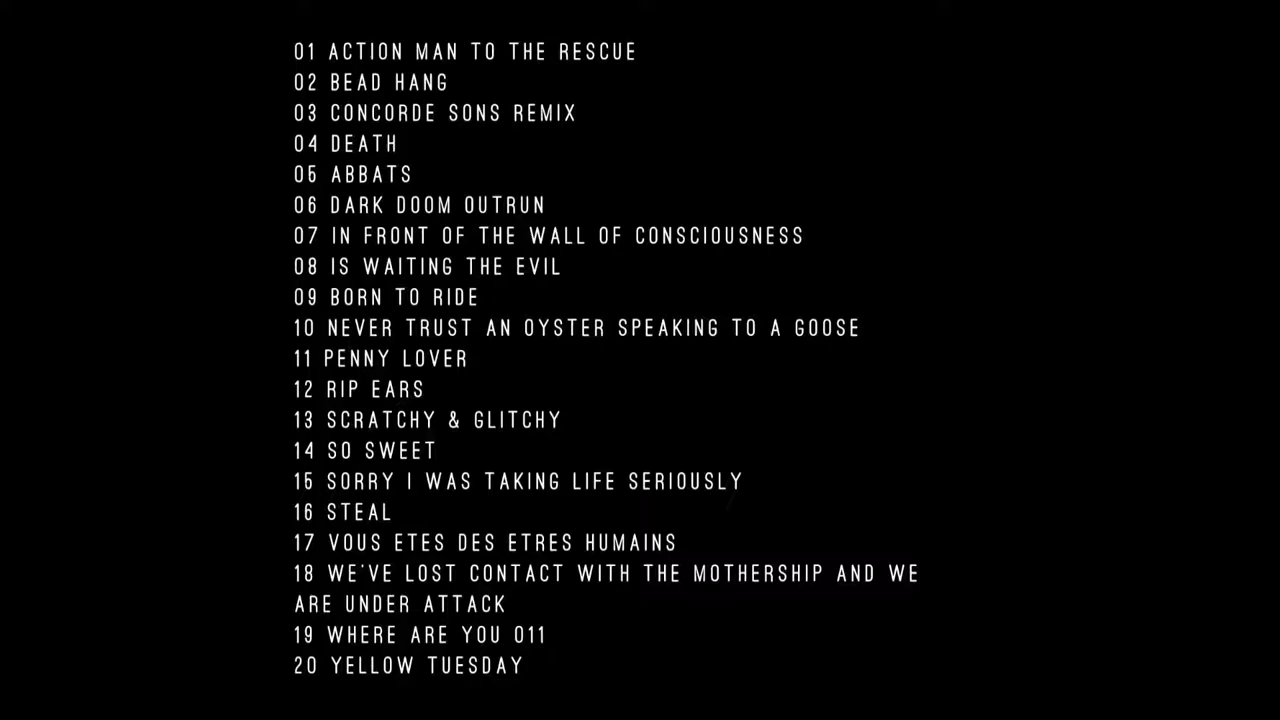 01 ACTION MAN TO THE RESCUE
02 BEAD HANG
03 CONCORDE SONS REMIX
04 DEATH
05 ABBATS
06 DARK DOOM OUTRUN
07 IN FRONT OF THE WALL OF CONSCIOUSNESS
08 IS WAITING THE EVIL
09 BORN TO RIDE
10 NEVER TRUST AN OYSTER SPEAKING TO A GOOSE
11 PENNY LOVER
12 RIP EARS
13 SCRATCHY & GLITCHY
14 SO SWEET
15 SORRY I WAS TAKING LIFE SERIOUSLY
16 STEAL
17 VOUS ETES DES ETRES HUMAINS
18 WE'VE LOST CONTACT WITH THE MOTHERSHIP AND WE
ARE UNDER ATTACK
19 WHERE ARE YOU 011
20 YELLOW TUESDAY